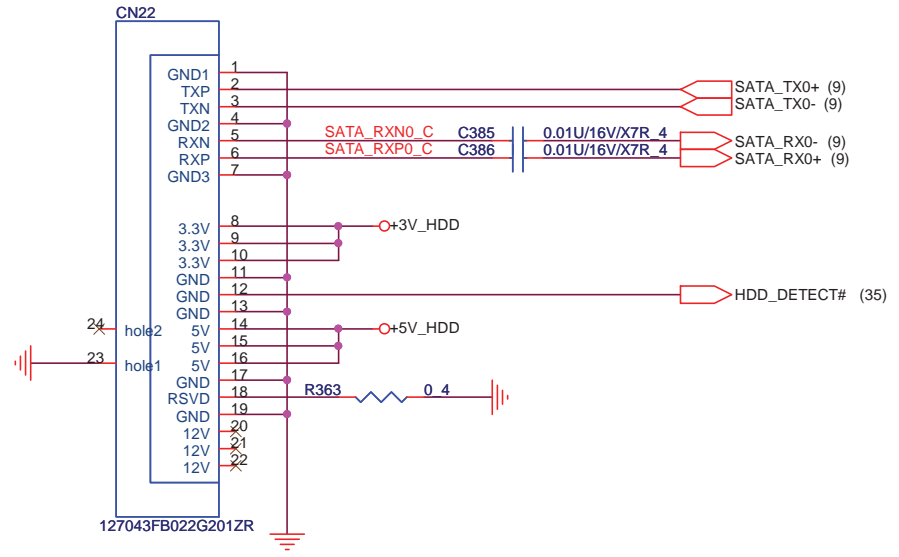 CN22
GND1 1
TXP 2 SATA_TX0+ (9)
TXN 3 SATA_TX0- (9)
GND2 4
RXN 5 SATA_RXN0_C C385 0.01U/16V/X7R_4 SATA_RX0- (9)
RXP 6 SATA_RXP0_C C386 0.01U/16V/X7R_4 SATA_RX0+ (9)
GND3 7
3.3V 8 +3V_HDD
3.3V 9
3.3V 10
GND 11
GND 12 HDD_DETECT# (35)
GND 13
24 hole2 5V 14 +5V_HDD
5V 15
23 hole1 5V 16
GND 17
RSVD 18 R363 0_4
GND 19
12V 20
12V 21
12V 22
127043FB022G201ZR